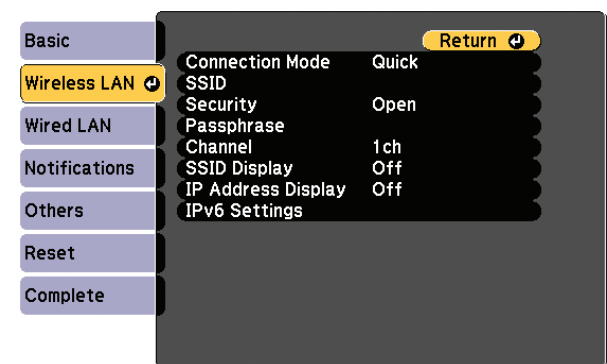 Basic
Wireless LAN
Wired LAN
Notifications
Others
Reset
Complete
Return
Connection Mode Quick
SSID
Security Open
Passphrase
Channel 1ch
SSID Display Off
IP Address Display Off
IPv6 Settings